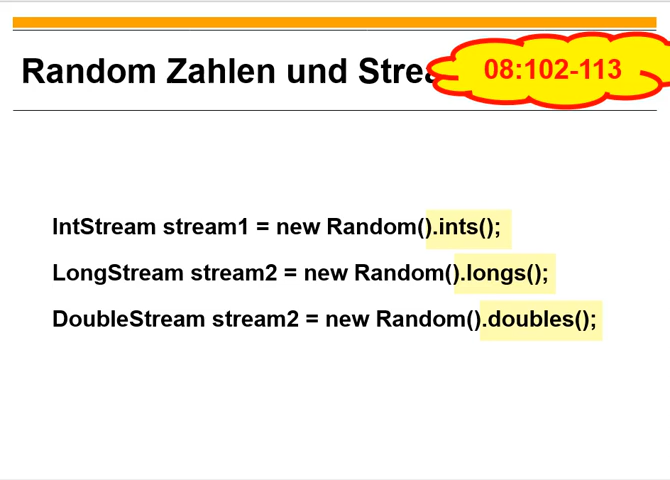 Random Zahlen und
08:102-113
IntStream stream1 = new Random().ints();
LongStream stream2 = new Random().longs();
DoubleStream stream2 = new Random().doubles();